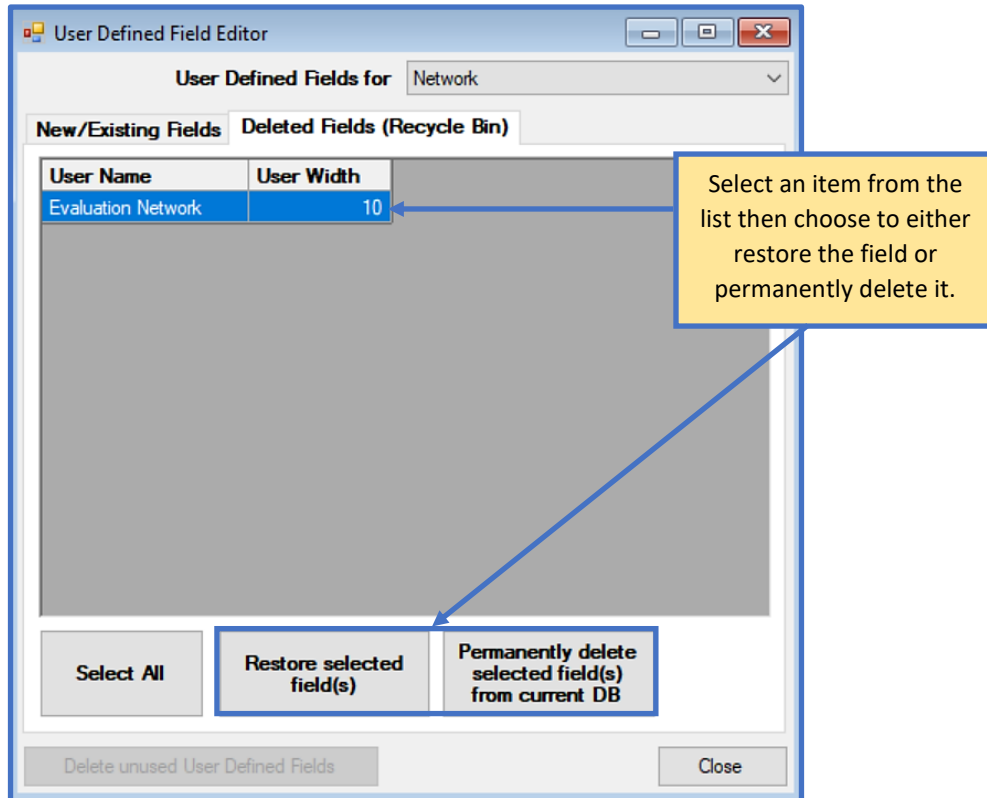 User Defined Field Editor
User Defined Fields for Network
New/Existing Fields Deleted Fields (Recycle Bin)
User Name User Width
Evaluation Network 10
Select an item from the
list then choose to either
restore the field or
permanently delete it.
Select All
Restore selected
field(s)
Permanently delete
selected field(s)
from current DB
Delete unused User Defined Fields
Close